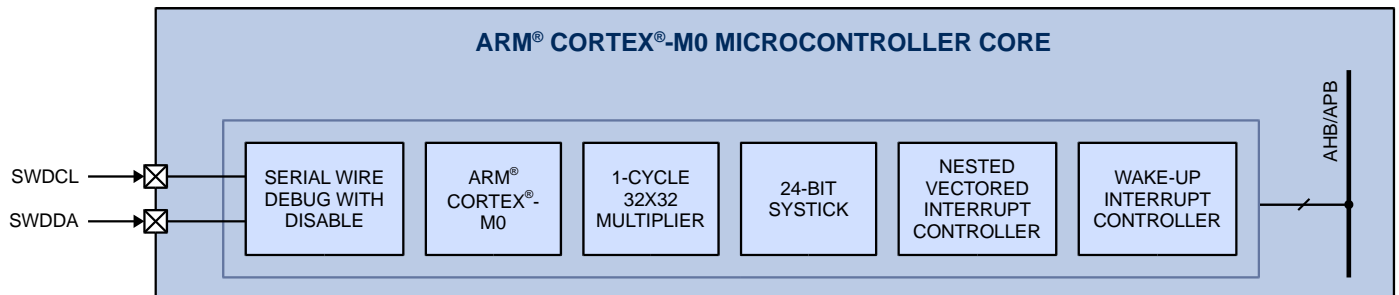 ARM® CORTEX®-M0 MICROCONTROLLER CORE
AHB/APB
SWDCL
SWDDA
SERIAL WIRE
DEBUG WITH
DISABLE
ARM®
CORTEX®-
M0
1-CYCLE
32X32
MULTIPLIER
24-BIT
SYSTICK
NESTED
VECTORED
INTERRUPT
CONTROLLER
WAKE-UP
INTERRUPT
CONTROLLER